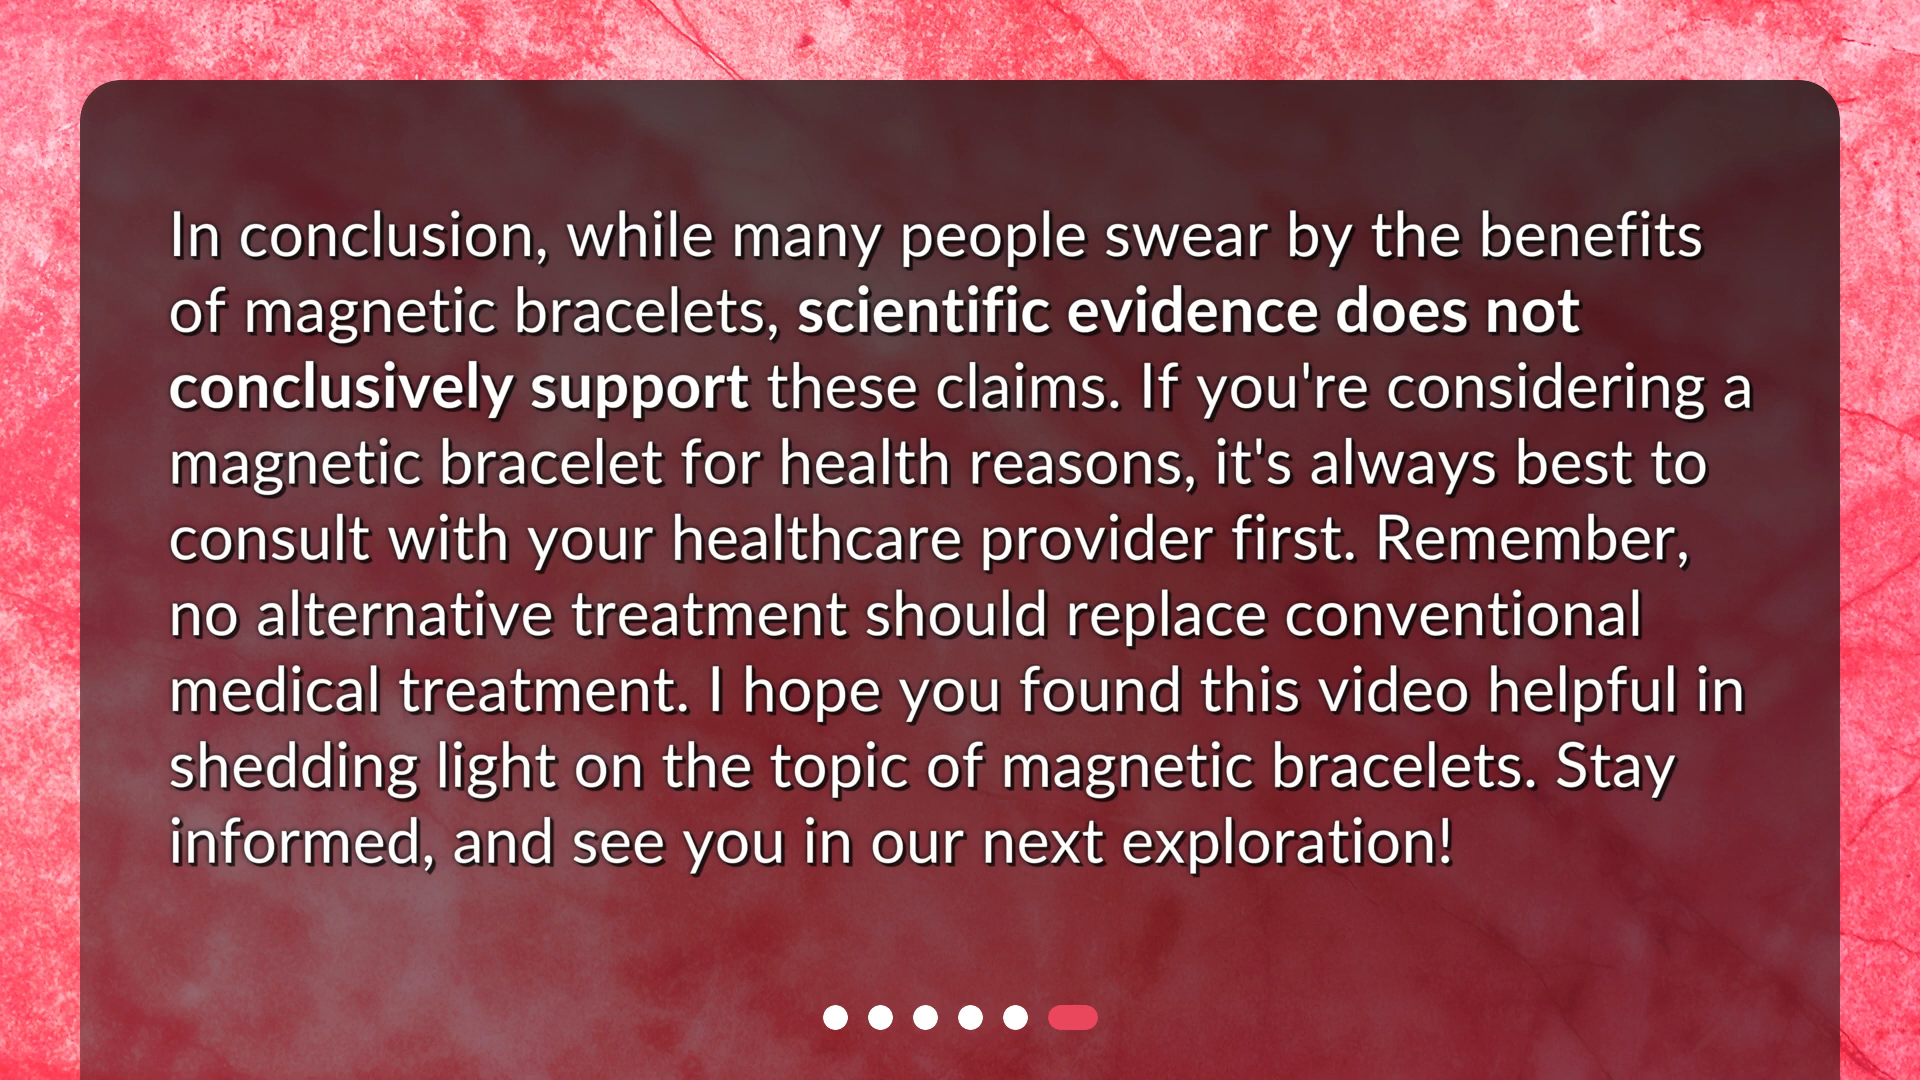 In conclusion, while many people swear by the benefits
of magnetic bracelets, scientific evidence does not
conclusively support these claims. If you're considering a
magnetic bracelet for health reasons, it's always best to
consult with your healthcare provider first. Remember,
no alternative treatment should replace conventional
medical treatment. I hope you found this video helpful in
shedding light on the topic of magnetic bracelets. Stay
informed, and see you in our next exploration!